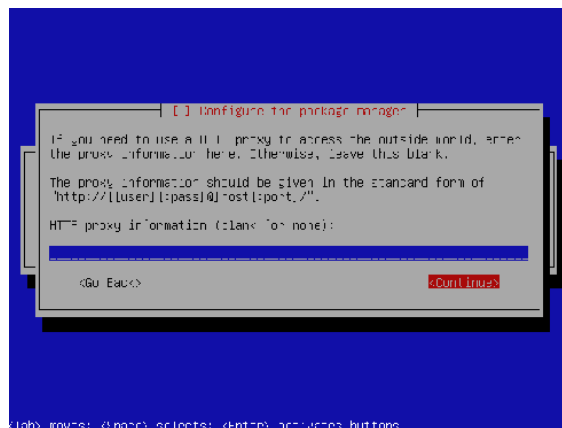 [!] Configure the package manager
If you need to use a HTTP proxy to access the outside world, enter
the proxy information here. Otherwise, leave this blank.
The proxy information should be given in the standard form of
"http://[[user][:pass]@]host[:port]/".
HTTP proxy information (blank for none):
<Go Back>
<Continue>
<Tab> moves; <Space> selects; <Enter> activates buttons